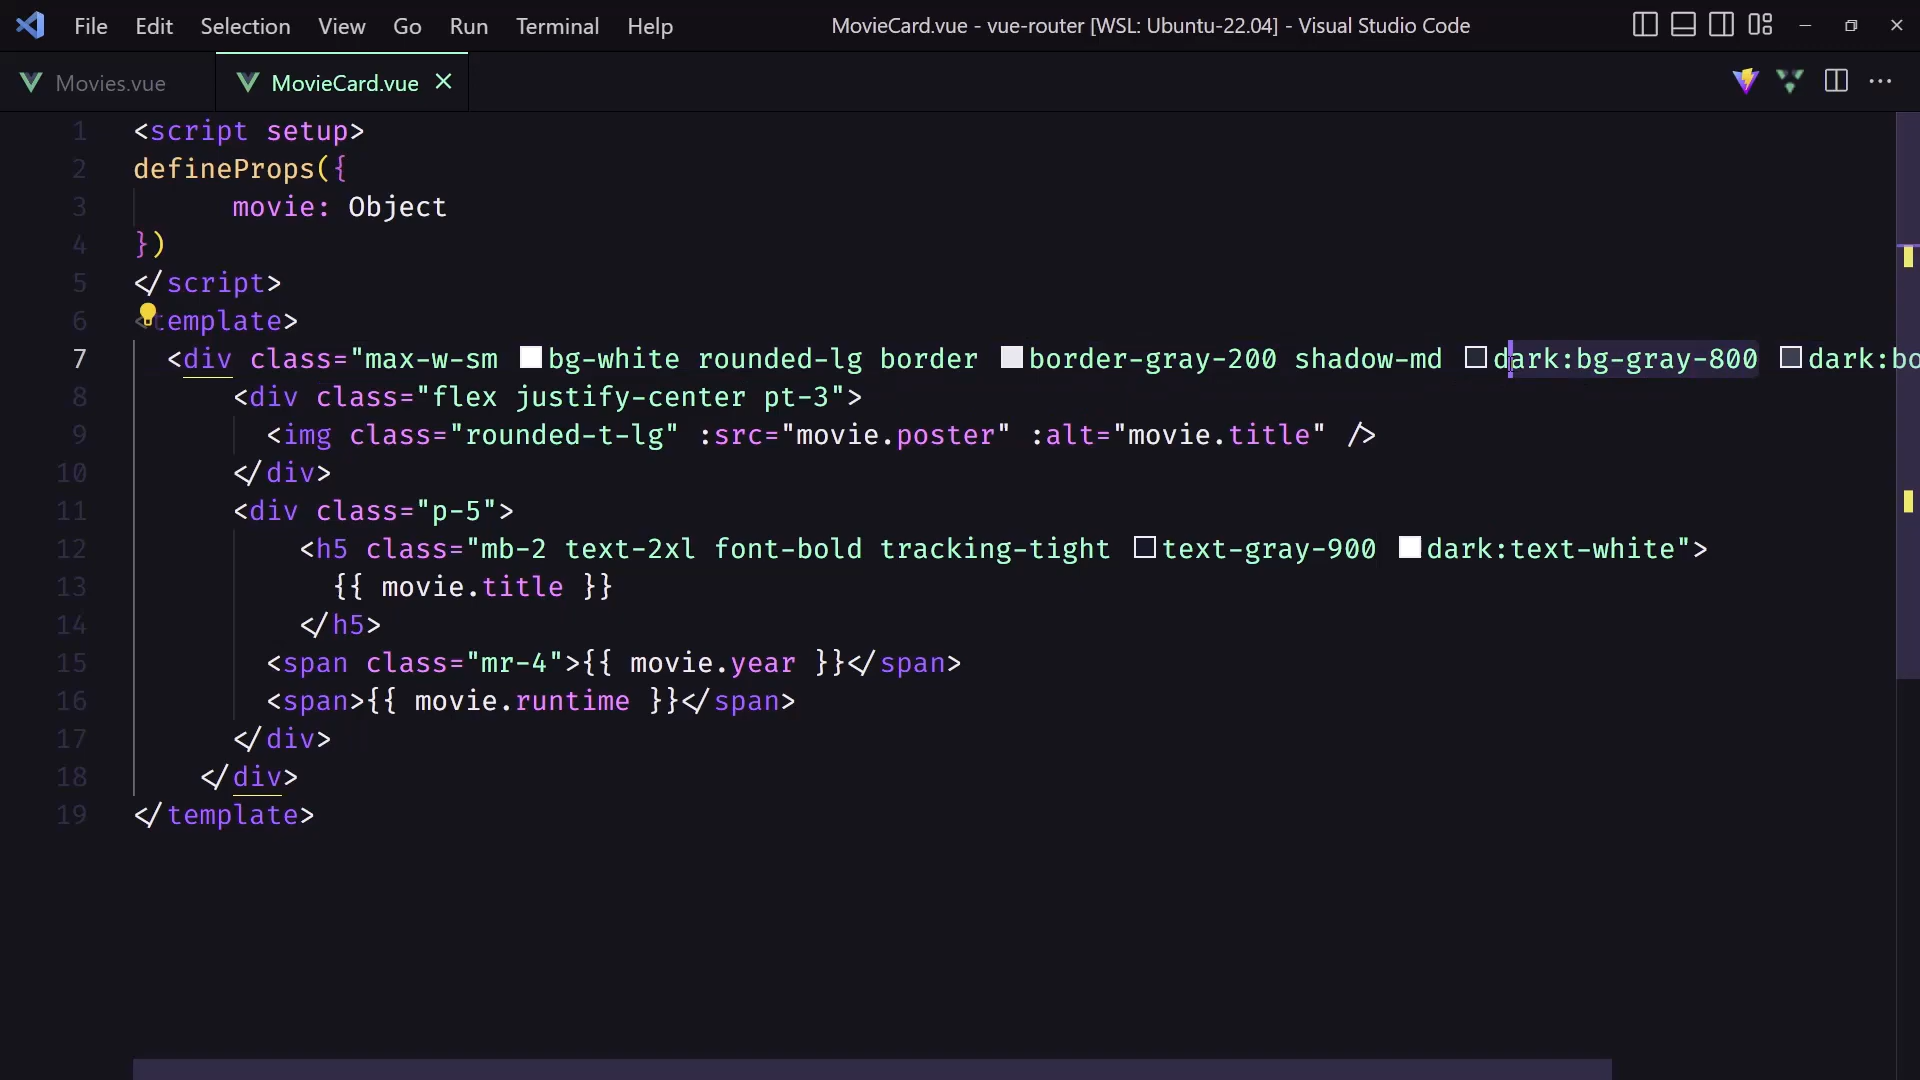 File Edit Selection View Go Run Terminal Help MovieCard.vue - vue-router [WSL: Ubuntu-22.04] - Visual Studio Code
Movies.vue MovieCard.vue
1 <script setup>
2 defineProps({
3 movie: Object
4 })
5 </script>
6 <template>
7 <div class="max-w-sm bg-white rounded-lg border border-gray-200 shadow-md dark:bg-gray-800 dark:bo
8 <div class="flex justify-center pt-3">
9 <img class="rounded-t-lg" :src="movie.poster" :alt="movie.title" />
10 </div>
11 <div class="p-5">
12 <h5 class="mb-2 text-2xl font-bold tracking-tight text-gray-900 dark:text-white">
13 {{ movie.title }}
14 </h5>
15 <span class="mr-4">{{ movie.year }}</span>
16 <span>{{ movie.runtime }}</span>
17 </div>
18 </div>
19 </template>